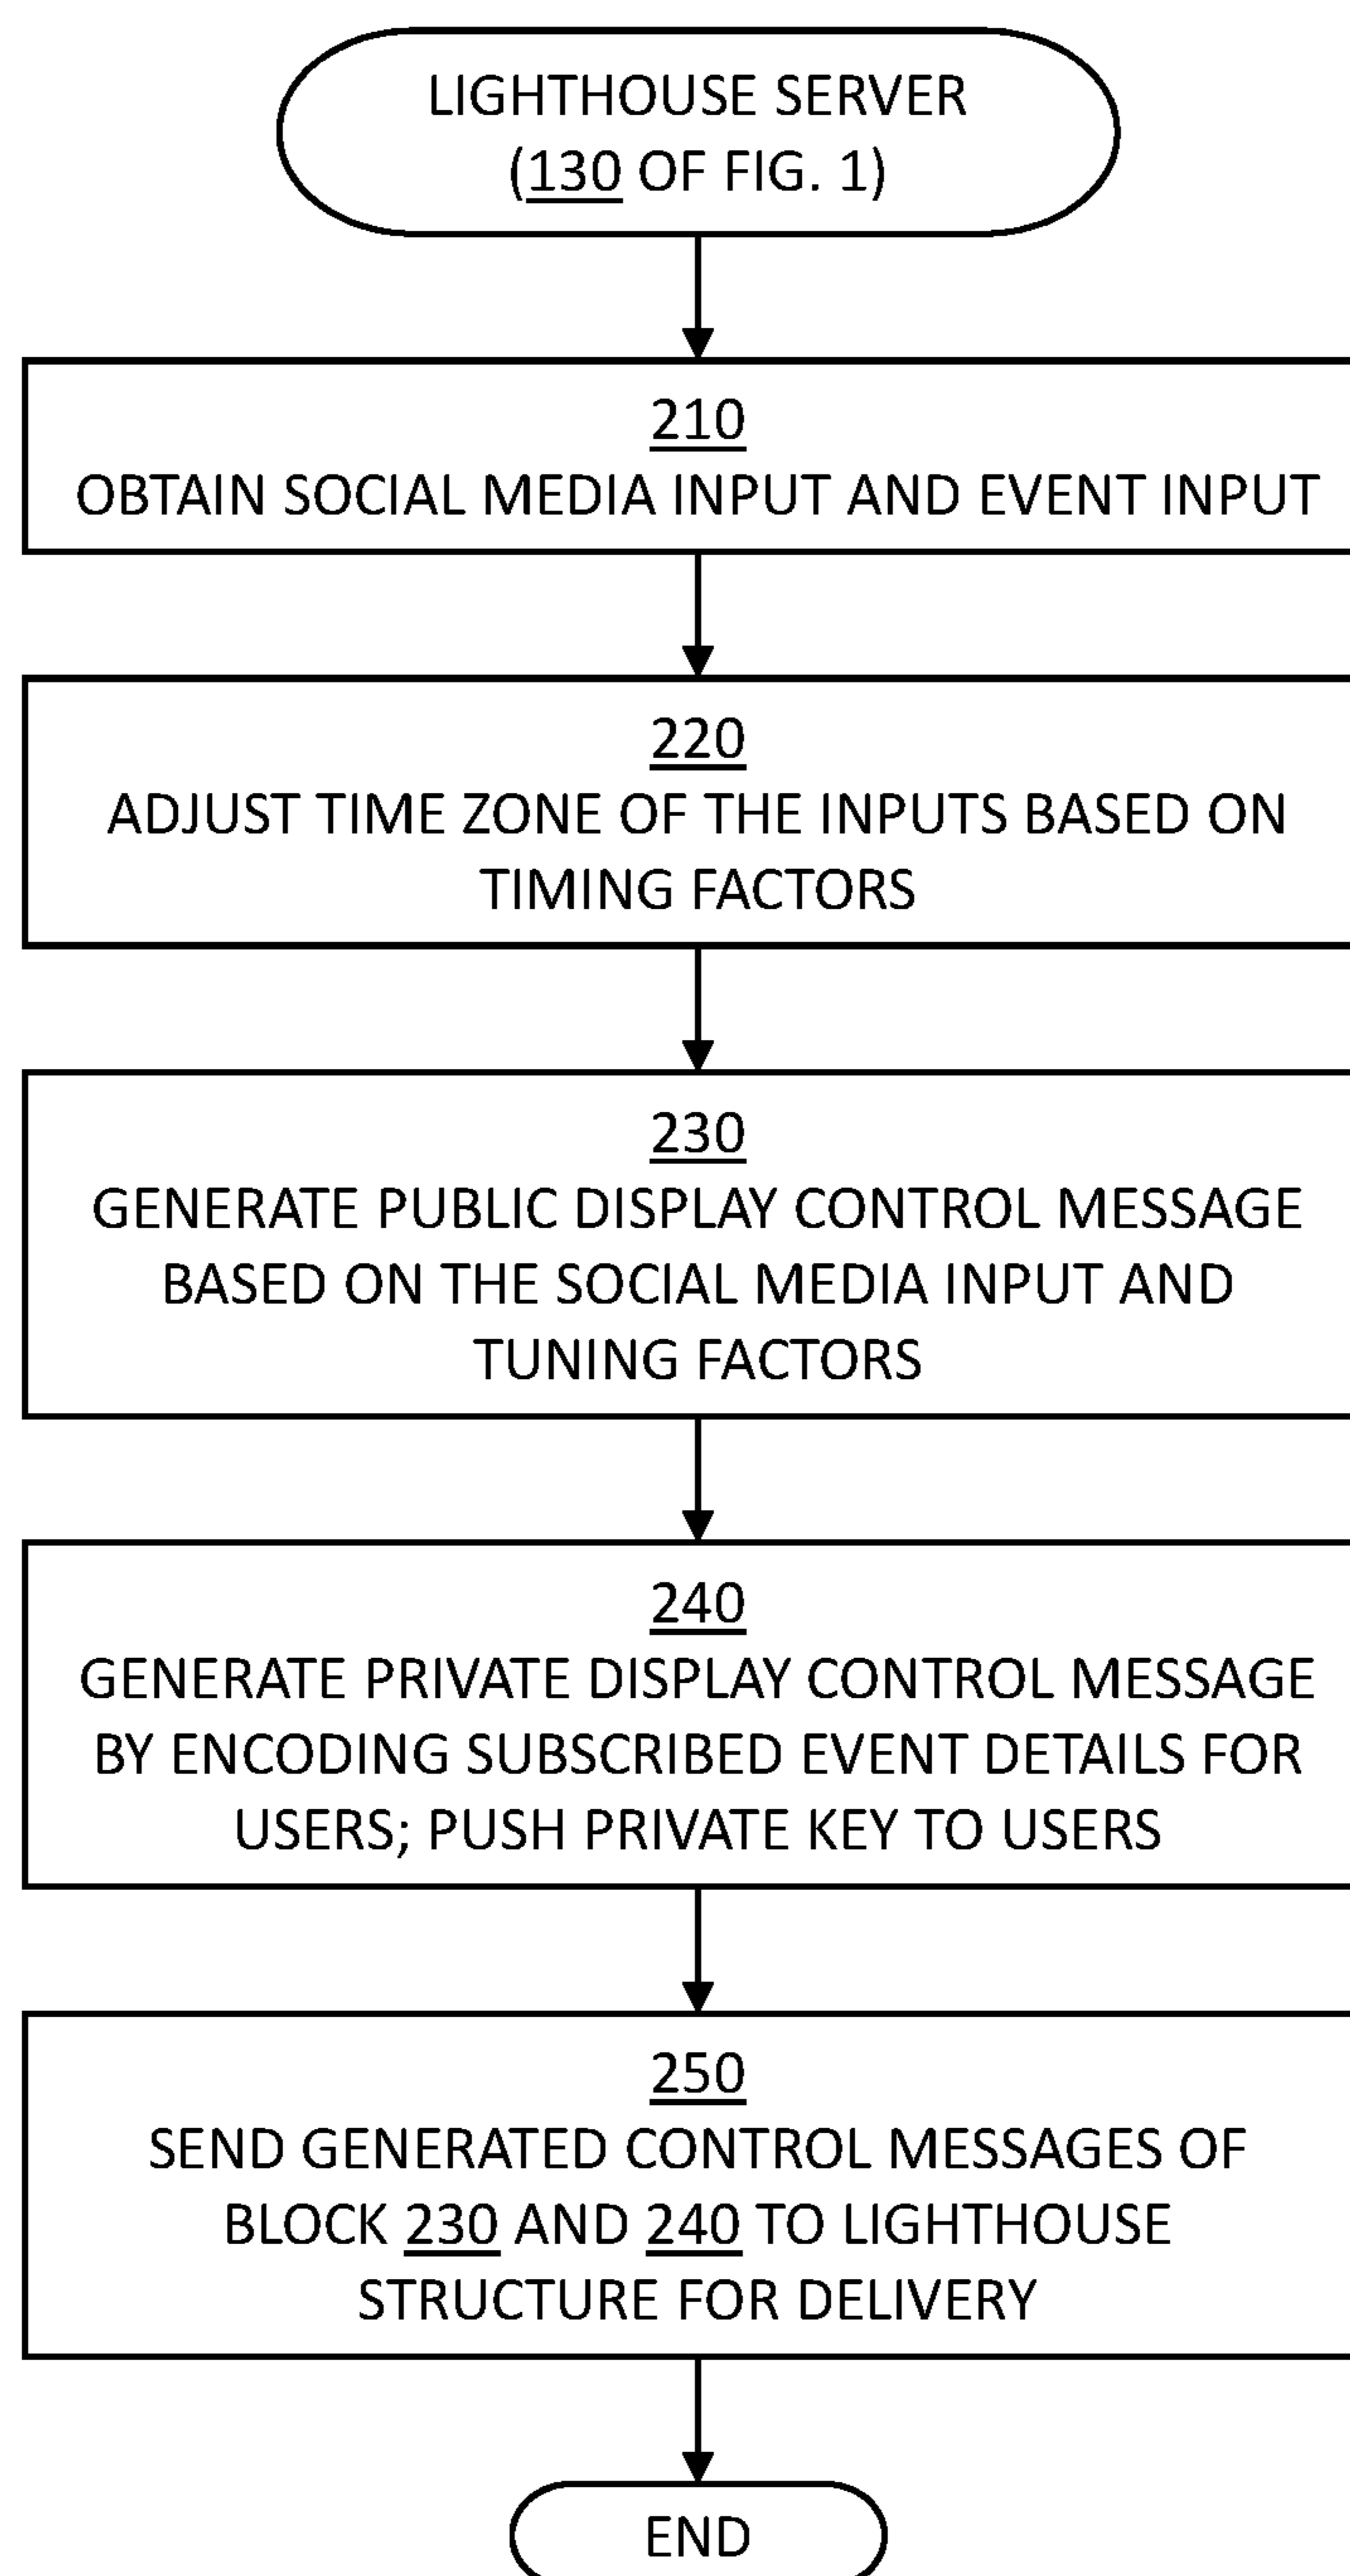 LIGHTHOUSE SERVER
(130 OF FIG. 1)
210
OBTAIN SOCIAL MEDIA INPUT AND EVENT INPUT
220
ADJUST TIME ZONE OF THE INPUTS BASED ON
TIMING FACTORS
230
GENERATE PUBLIC DISPLAY CONTROL MESSAGE
BASED ON THE SOCIAL MEDIA INPUT AND
TUNING FACTORS
240
GENERATE PRIVATE DISPLAY CONTROL MESSAGE
BY ENCODING SUBSCRIBED EVENT DETAILS FOR
USERS; PUSH PRIVATE KEY TO USERS
250
SEND GENERATED CONTROL MESSAGES OF
BLOCK 230 AND 240 TO LIGHTHOUSE
STRUCTURE FOR DELIVERY
END